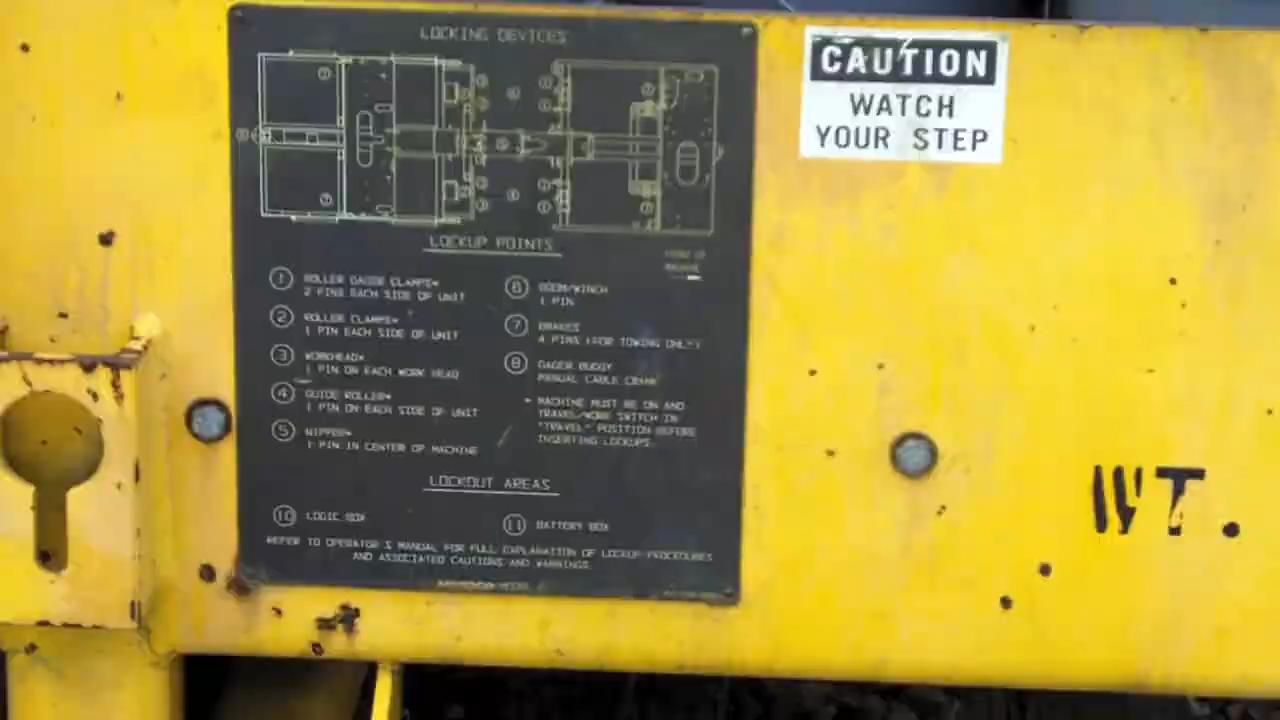 LOCKING DEVICES
CAUTION
WATCH
YOUR STEP
LOCKUP POINTS
1 ROLLER GAUGE CLAMPS*
2 PINS EACH SIDE OF UNIT
2 ROLLER CLAMPS*
1 PIN EACH SIDE OF UNIT
3 WORKHEAD*
1 PIN ON EACH WORK HEAD
4 GUIDE ROLLER*
1 PIN ON EACH SIDE OF UNIT
5 NIPPER*
1 PIN IN CENTER OF MACHINE
6 BOOM/WINCH
1 PIN
7 BRAKES
4 PINS (FOR TOWING ONLY)
8 BUGGY
MANUAL CABLE CRANK
* MACHINE MUST BE ON AND
TRAVEL/WORK SWITCH IN
"TRAVEL" POSITION BEFORE
INSERTING LOCKUPS.
LOCKOUT AREAS
10 LOGIC BOX
11 BATTERY BOX
REFER TO OPERATOR'S MANUAL FOR FULL EXPLANATION OF LOCKUP PROCEDURES
AND ASSOCIATED CAUTIONS AND WARNINGS.
WT.